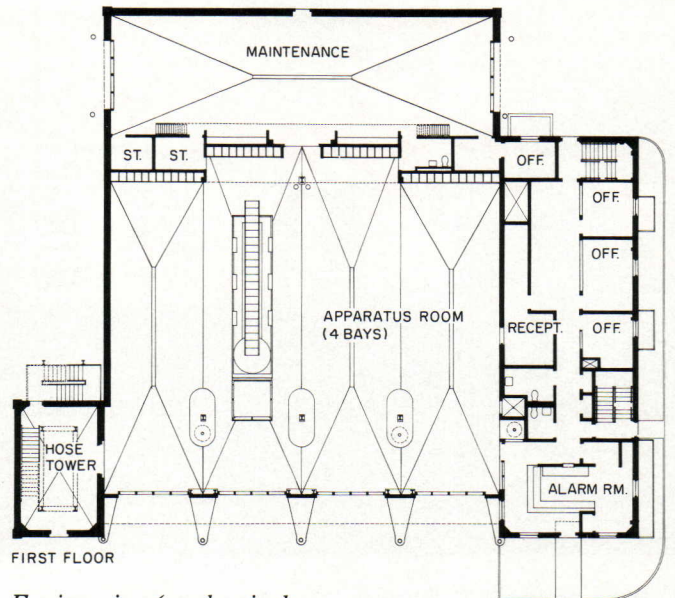 MAINTENANCE
ST.
ST.
OFF.
OFF.
OFF.
APPARATUS ROOM
(4 BAYS)
RECEPT.
OFF.
HOSE
TOWER
ALARM RM.
FIRST FLOOR